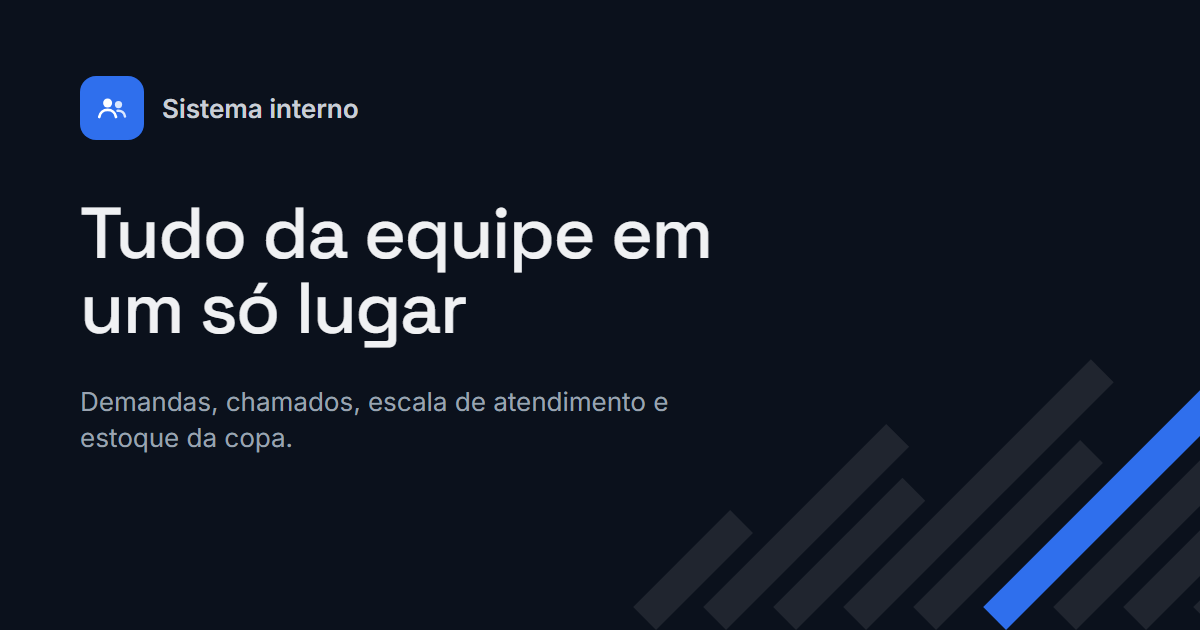 Sistema interno
Tudo da equipe em
um só lugar
Demandas, chamados, escala de atendimento e
estoque da copa.